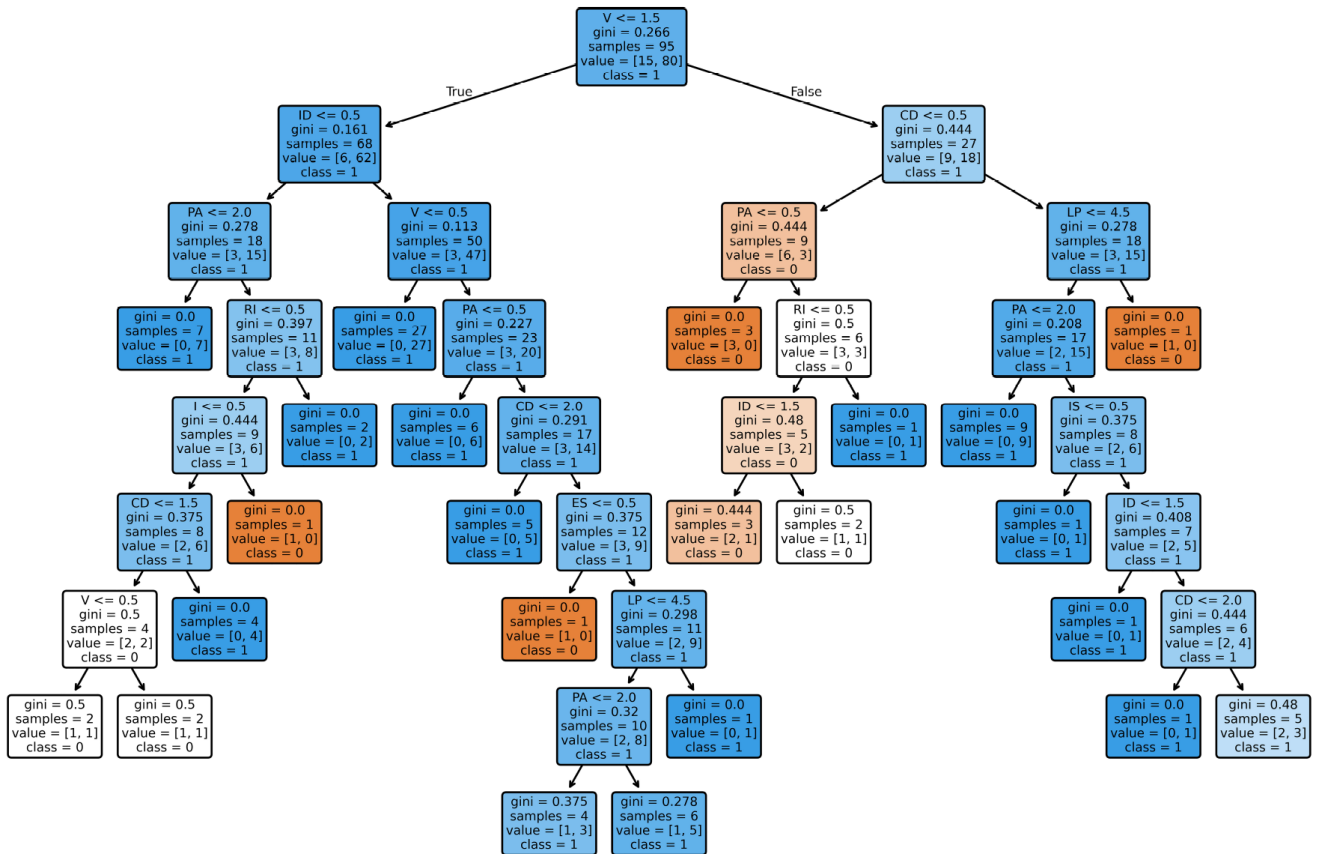 V <= 1.5
gini = 0.266
samples = 95
value = [15, 80]
class = 1
True
False
ID <= 0.5
gini = 0.161
samples = 68
value = [6, 62]
class = 1
CD <= 0.5
gini = 0.444
samples = 27
value = [9, 18]
class = 1
PA <= 2.0
gini = 0.278
samples = 18
value = [3, 15]
class = 1
V <= 0.5
gini = 0.113
samples = 50
value = [3, 47]
class = 1
PA <= 0.5
gini = 0.444
samples = 9
value = [6, 3]
class = 0
LP <= 4.5
gini = 0.278
samples = 18
value = [3, 15]
class = 1
gini = 0.0
samples = 7
value = [0, 7]
class = 1
RI <= 0.5
gini = 0.397
samples = 11
value = [3, 8]
class = 1
gini = 0.0
samples = 27
value = [0, 27]
class = 1
PA <= 0.5
gini = 0.227
samples = 23
value = [3, 20]
class = 1
gini = 0.0
samples = 3
value = [3, 0]
class = 0
RI <= 0.5
gini = 0.5
samples = 6
value = [3, 3]
class = 0
PA <= 2.0
gini = 0.208
samples = 17
value = [2, 15]
class = 1
gini = 0.0
samples = 1
value = [1, 0]
class = 0
I <= 0.5
gini = 0.444
samples = 9
value = [3, 6]
class = 1
gini = 0.0
samples = 2
value = [0, 2]
class = 1
gini = 0.0
samples = 6
value = [0, 6]
class = 1
CD <= 2.0
gini = 0.291
samples = 17
value = [3, 14]
class = 1
ID <= 1.5
gini = 0.48
samples = 5
value = [3, 2]
class = 0
gini = 0.0
samples = 1
value = [0, 1]
class = 1
gini = 0.0
samples = 9
value = [0, 9]
class = 1
IS <= 0.5
gini = 0.375
samples = 8
value = [2, 6]
class = 1
CD <= 1.5
gini = 0.375
samples = 8
value = [2, 6]
class = 1
gini = 0.0
samples = 1
value = [1, 0]
class = 0
gini = 0.0
samples = 5
value = [0, 5]
class = 1
ES <= 0.5
gini = 0.375
samples = 12
value = [3, 9]
class = 1
gini = 0.444
samples = 3
value = [2, 1]
class = 0
gini = 0.5
samples = 2
value = [1, 1]
class = 0
gini = 0.0
samples = 1
value = [0, 1]
class = 1
ID <= 1.5
gini = 0.408
samples = 7
value = [2, 5]
class = 1
V <= 0.5
gini = 0.5
samples = 4
value = [2, 2]
class = 0
gini = 0.0
samples = 4
value = [0, 4]
class = 1
gini = 0.0
samples = 1
value = [1, 0]
class = 0
LP <= 4.5
gini = 0.298
samples = 11
value = [2, 9]
class = 1
gini = 0.0
samples = 1
value = [0, 1]
class = 1
CD <= 2.0
gini = 0.444
samples = 6
value = [2, 4]
class = 1
gini = 0.5
samples = 2
value = [1, 1]
class = 0
gini = 0.5
samples = 2
value = [1, 1]
class = 0
PA <= 2.0
gini = 0.32
samples = 10
value = [2, 8]
class = 1
gini = 0.0
samples = 1
value = [0, 1]
class = 1
gini = 0.0
samples = 1
value = [0, 1]
class = 1
gini = 0.48
samples = 5
value = [2, 3]
class = 1
gini = 0.375
samples = 4
value = [1, 3]
class = 1
gini = 0.278
samples = 6
value = [1, 5]
class = 1